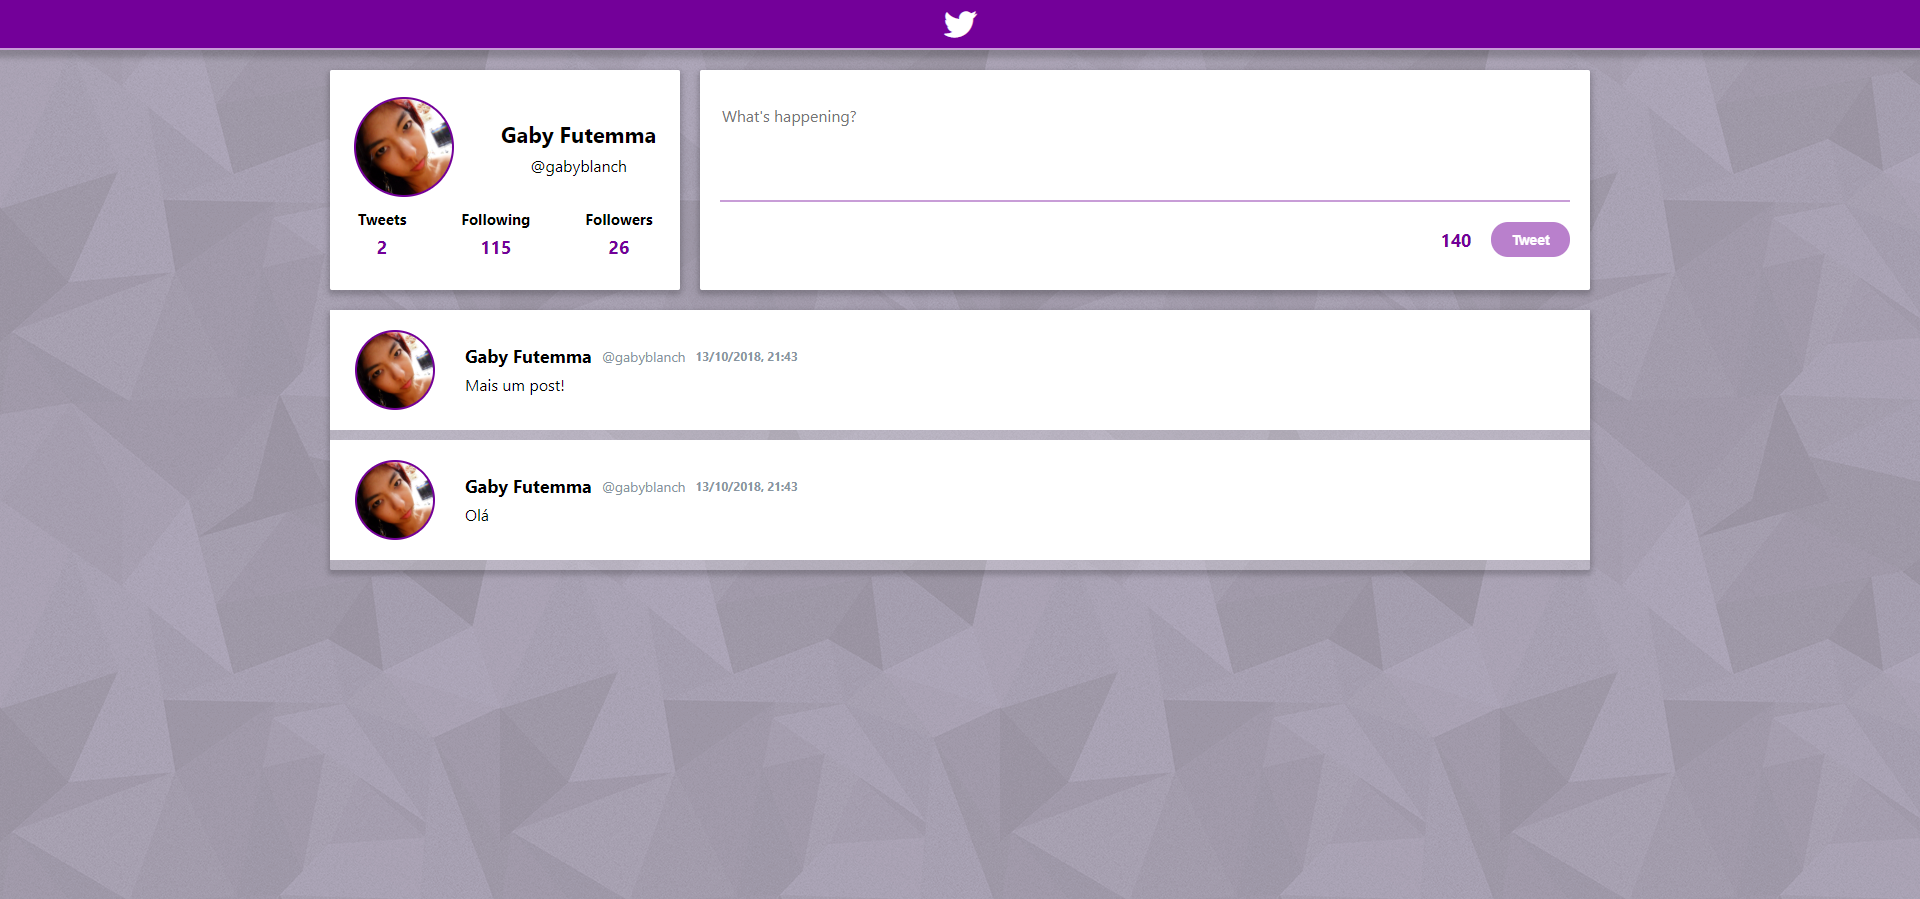 Gaby Futemma
@gabyblanch
Tweets Following Followers
2 115 26
What's happening?
140 Tweet
Gaby Futemma @gabyblanch 13/10/2018, 21:43
Mais um post!
Gaby Futemma @gabyblanch 13/10/2018, 21:43
Olá